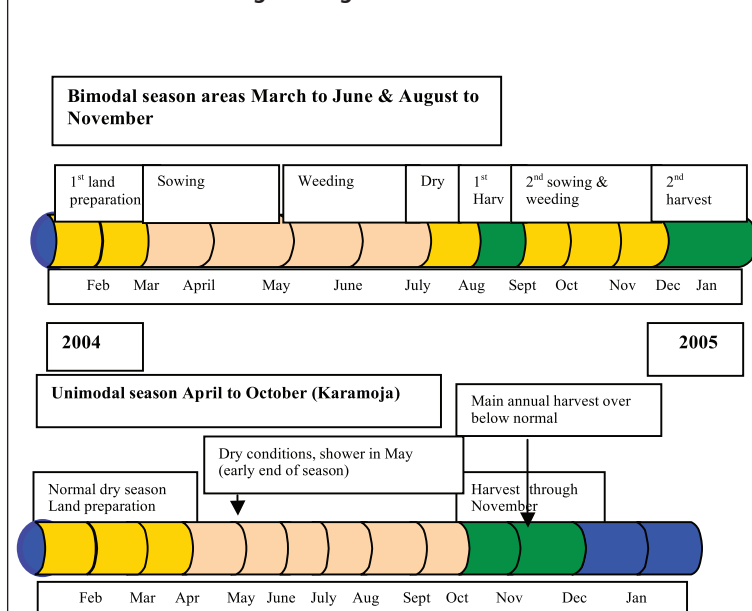 Bimodal season areas March to June & August to
November
1st land
preparation
Sowing
Weeding
Dry
1st
Harv
2nd sowing &
weeding
2nd
harvest
Feb Mar April May June July Aug Sept Oct Nov Dec Jan
2004
2005
Unimodal season April to October (Karamoja)
Main annual harvest over
below normal
Dry conditions, shower in May
(early end of season)
Normal dry season
Land preparation
Harvest through
November
Feb Mar Apr May June July Aug Sept Oct Nov Dec Jan